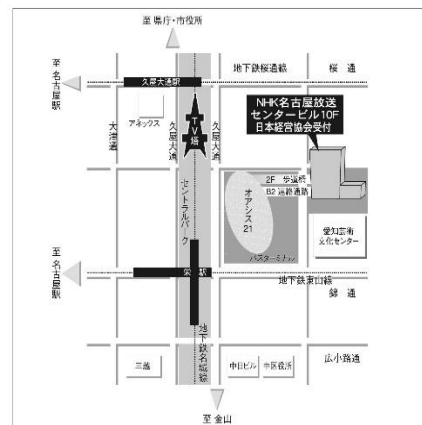 至 県庁・市役所
至 名古屋駅
久屋大通駅
地下鉄桜通線
桜 通
アネックス
大津通
久屋大通
TV塔
久屋大通
NHK名古屋放送
センタービル10F
日本経営協会受付
セントラルパーク
オアシス21
2F 歩道橋
B2 連絡通路
愛知芸術
文化センター
バスターミナル
至 名古屋駅
栄 駅
地下鉄東山線
錦 通
地下鉄名城線
三越
中日ビル
中区役所
広小路通
至 金山